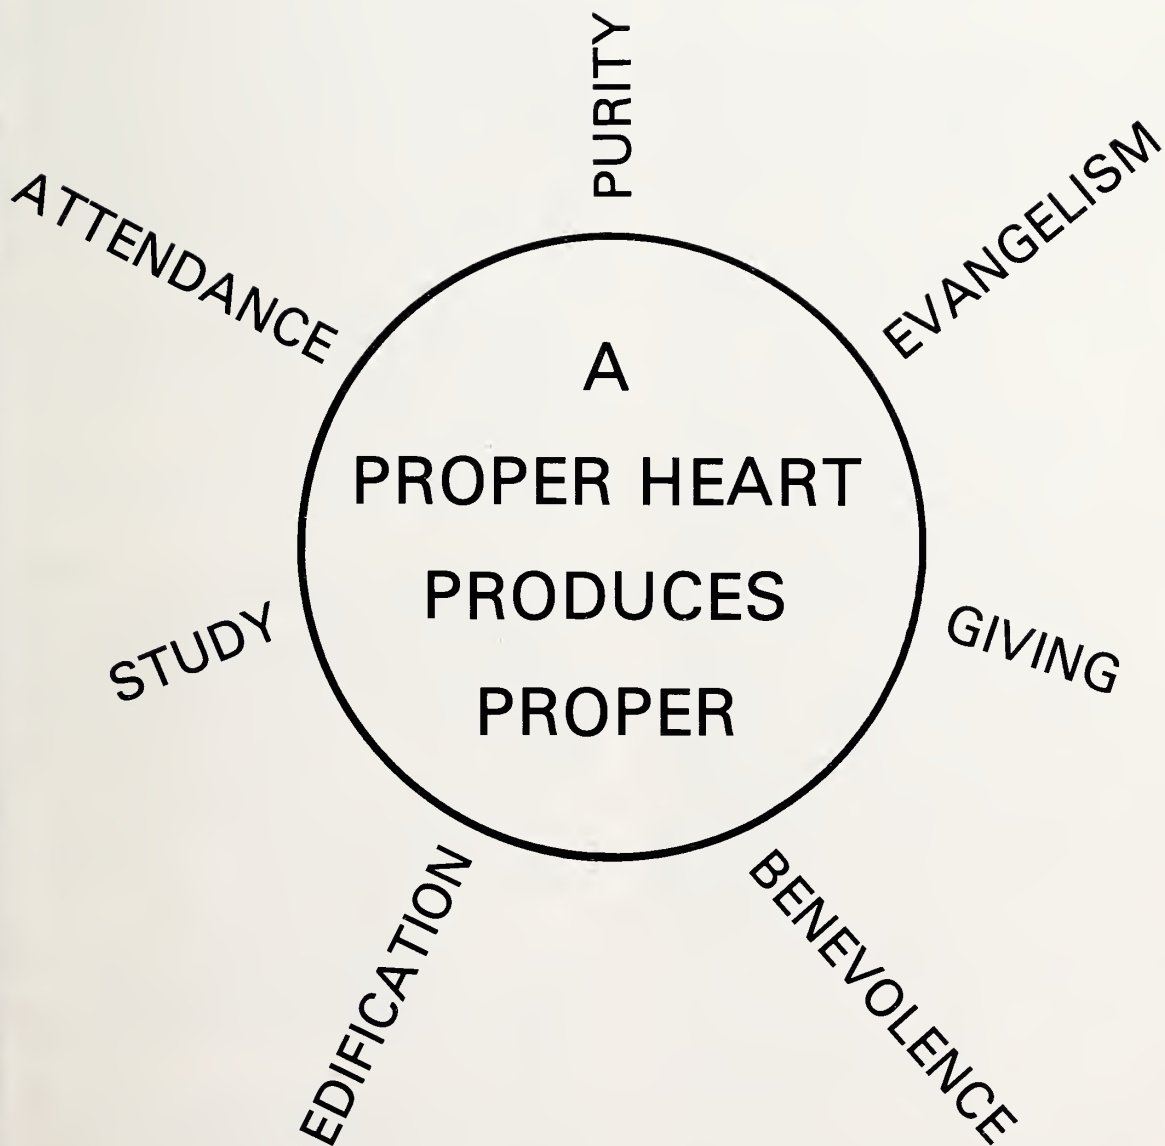 PURITY
EVANGELISM
ATTENDANCE
A
PROPER HEART
PRODUCES
PROPER
STUDY
GIVING
EDIFICATION
BENEVOLENCE